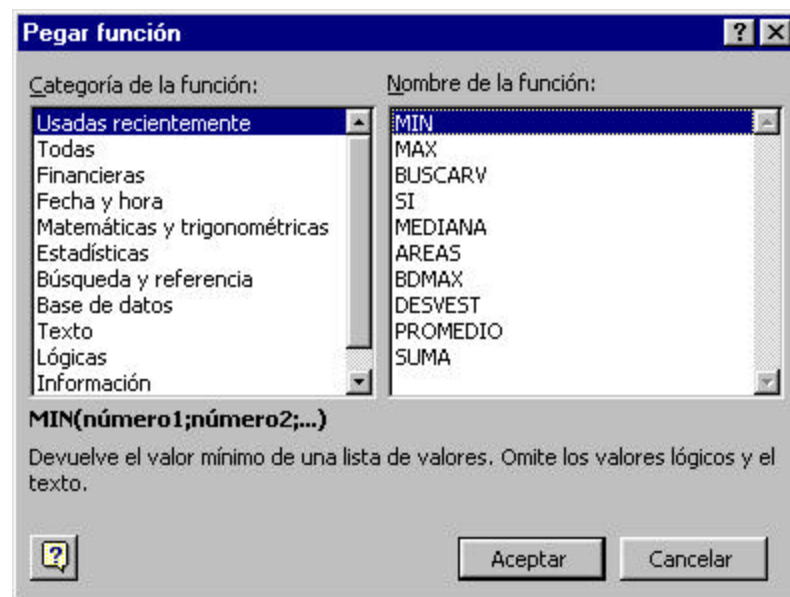 Pegar función
Categoría de la función:
Usadas recientemente
Todas
Financieras
Fecha y hora
Matemáticas y trigonométricas
Estadísticas
Búsqueda y referencia
Base de datos
Texto
Lógicas
Información
Nombre de la función:
MIN
MAX
BUSCARV
SI
MEDIANA
AREAS
BDMAX
DESVEST
PROMEDIO
SUMA
MIN(número1;número2;...)
Devuelve el valor mínimo de una lista de valores. Omite los valores lógicos y el
texto.
Aceptar
Cancelar